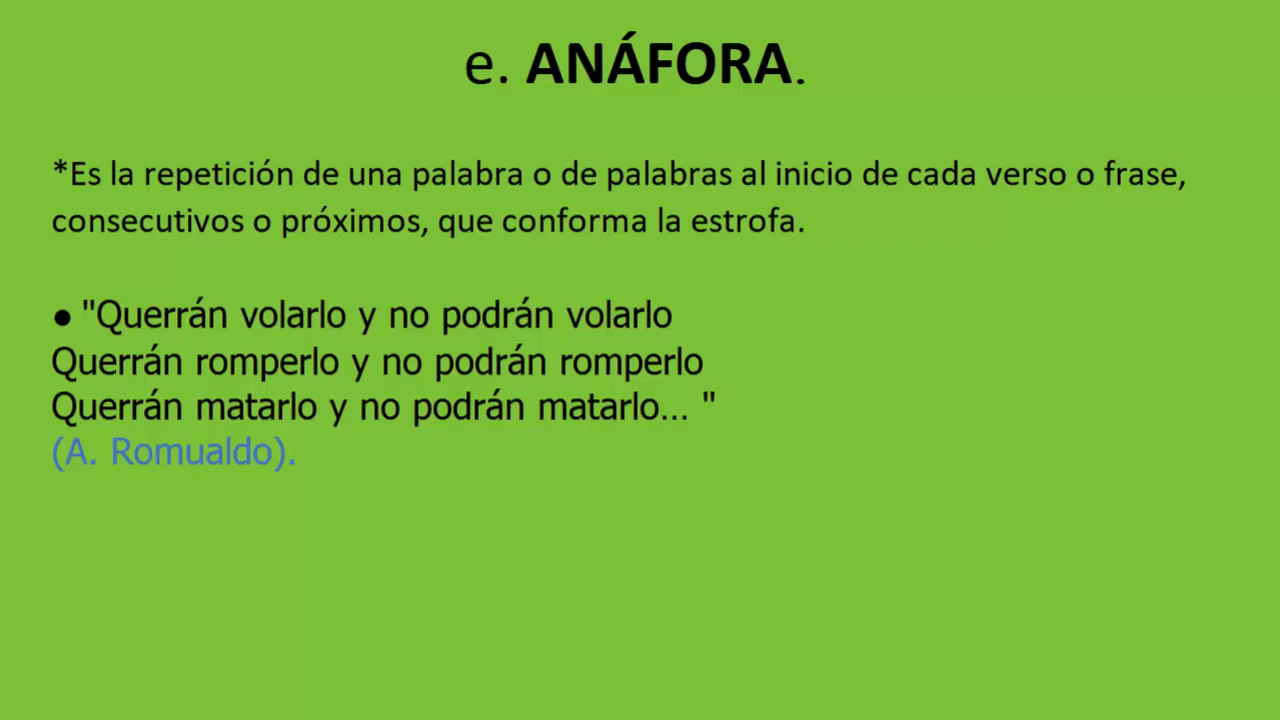 e. ANÁFORA.
*Es la repetición de una palabra o de palabras al inicio de cada verso o frase,
consecutivos o próximos, que conforma la estrofa.
● "Querrán volarlo y no podrán volarlo
Querrán romperlo y no podrán romperlo
Querrán matarlo y no podrán matarlo... "
(A. Romualdo).